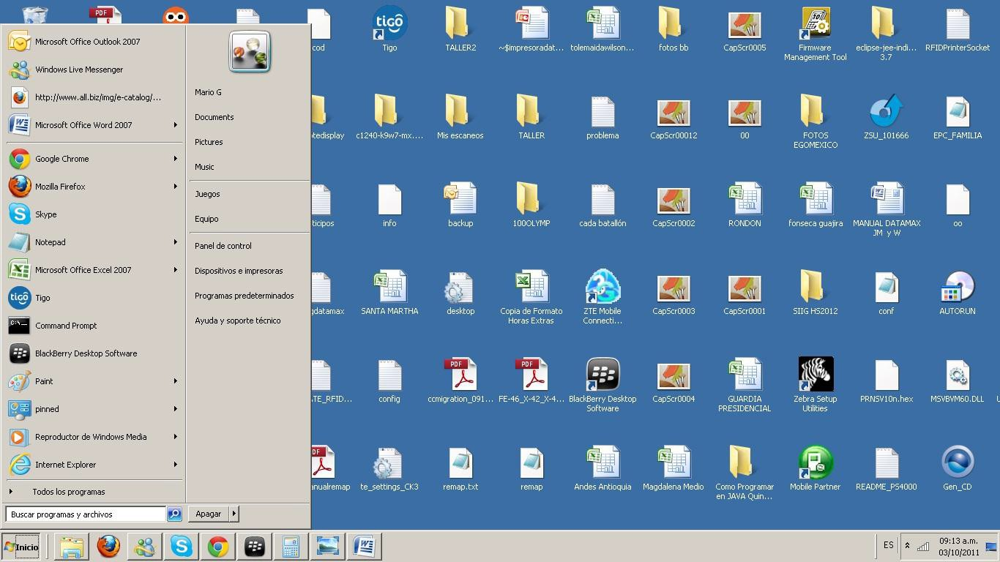 Microsoft Office Outlook 2007
Windows Live Messenger
http://www.all.biz/img/e-catalog/...
Microsoft Office Word 2007
Google Chrome
Mozilla Firefox
Skype
Notepad
Microsoft Office Excel 2007
Tigo
Command Prompt
BlackBerry Desktop Software
Paint
pinned
Reproductor de Windows Media
Internet Explorer
Todos los programas
Buscar programas y archivos
Mario G
Documents
Pictures
Music
Juegos
Equipo
Panel de control
Dispositivos e impresoras
Programas predeterminados
Ayuda y soporte técnico
Apagar
PDF
cod
tigo
Tigo
TALLER2
~$impresoradat...
tolemaidawilson...
fotos bb
CapScr0005
Firmware
Management Tool
eclipse-jee-indi...
3.7
RFIDPrinterSocket
otedisplay
c1240-k9w7-mx....
Mis escaneos
TALLER
problema
CapScr00012
00
FOTOS
EGOMEXICO
ZSU_101666
EPC_FAMILIA
ticipos
info
backup
100OLYMP
cada batallón
CapScr0002
RONDON
fonseca guajira
MANUAL DATAMAX
JM y W
oo
gdatamax
SANTA MARTHA
desktop
Copia de Formato
Horas Extras
ZTE Mobile
Connecti...
CapScr0003
CapScr0001
SIIG HS2012
conf
AUTORUN
TE_RFID...
config
PDF
ccmigration_091...
PDF
FE-46_X-42_X-4...
BlackBerry Desktop
Software
CapScr0004
GUARDIA
PRESIDENCIAL
Zebra Setup
Utilities
PRNSV10n.hex
MSVBVM60.DLL
anualremap
te_settings_CK3
remap.txt
remap
Andes Antioquia
Magdalena Medio
Como Programar
en JAVA Quin...
Mobile Partner
README_PS4000
Gen_CD
Inicio
ES
09:13 a.m.
03/10/2011